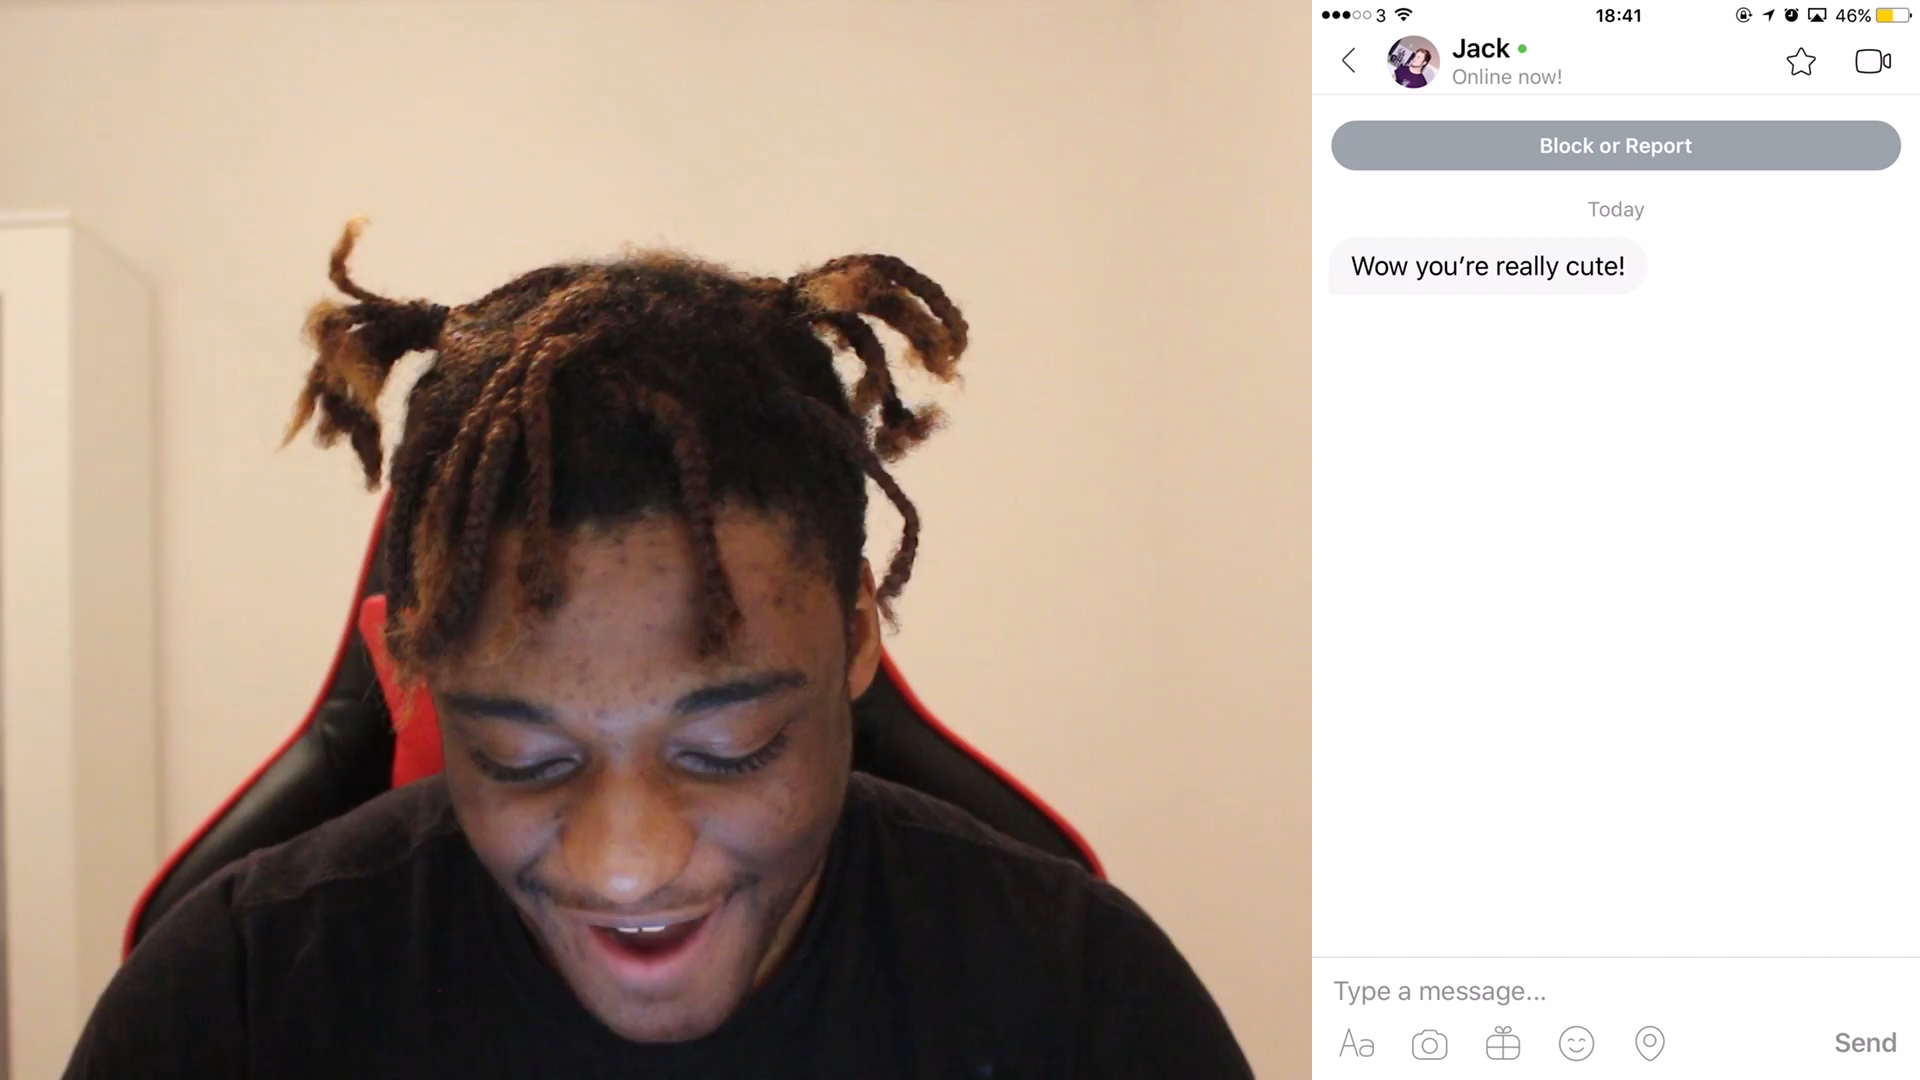 3 18:41 46%
Jack
Online now!
Block or Report
Today
Wow you’re really cute!
Type a message...
Aa Send